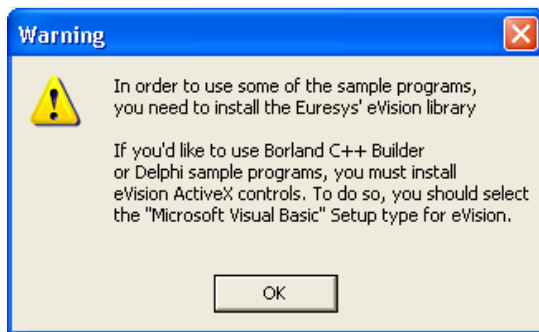 Warning
In order to use some of the sample programs,
you need to install the Euresys' eVision library
If you'd like to use Borland C++ Builder
or Delphi sample programs, you must install
eVision ActiveX controls. To do so, you should select
the "Microsoft Visual Basic" Setup type for eVision.
OK